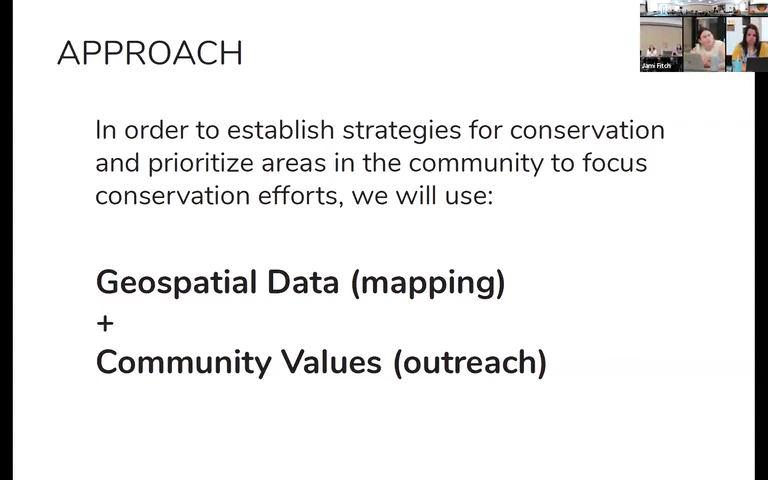 APPROACH
Jami Fitch
In order to establish strategies for conservation
and prioritize areas in the community to focus
conservation efforts, we will use:
Geospatial Data (mapping)
+
Community Values (outreach)